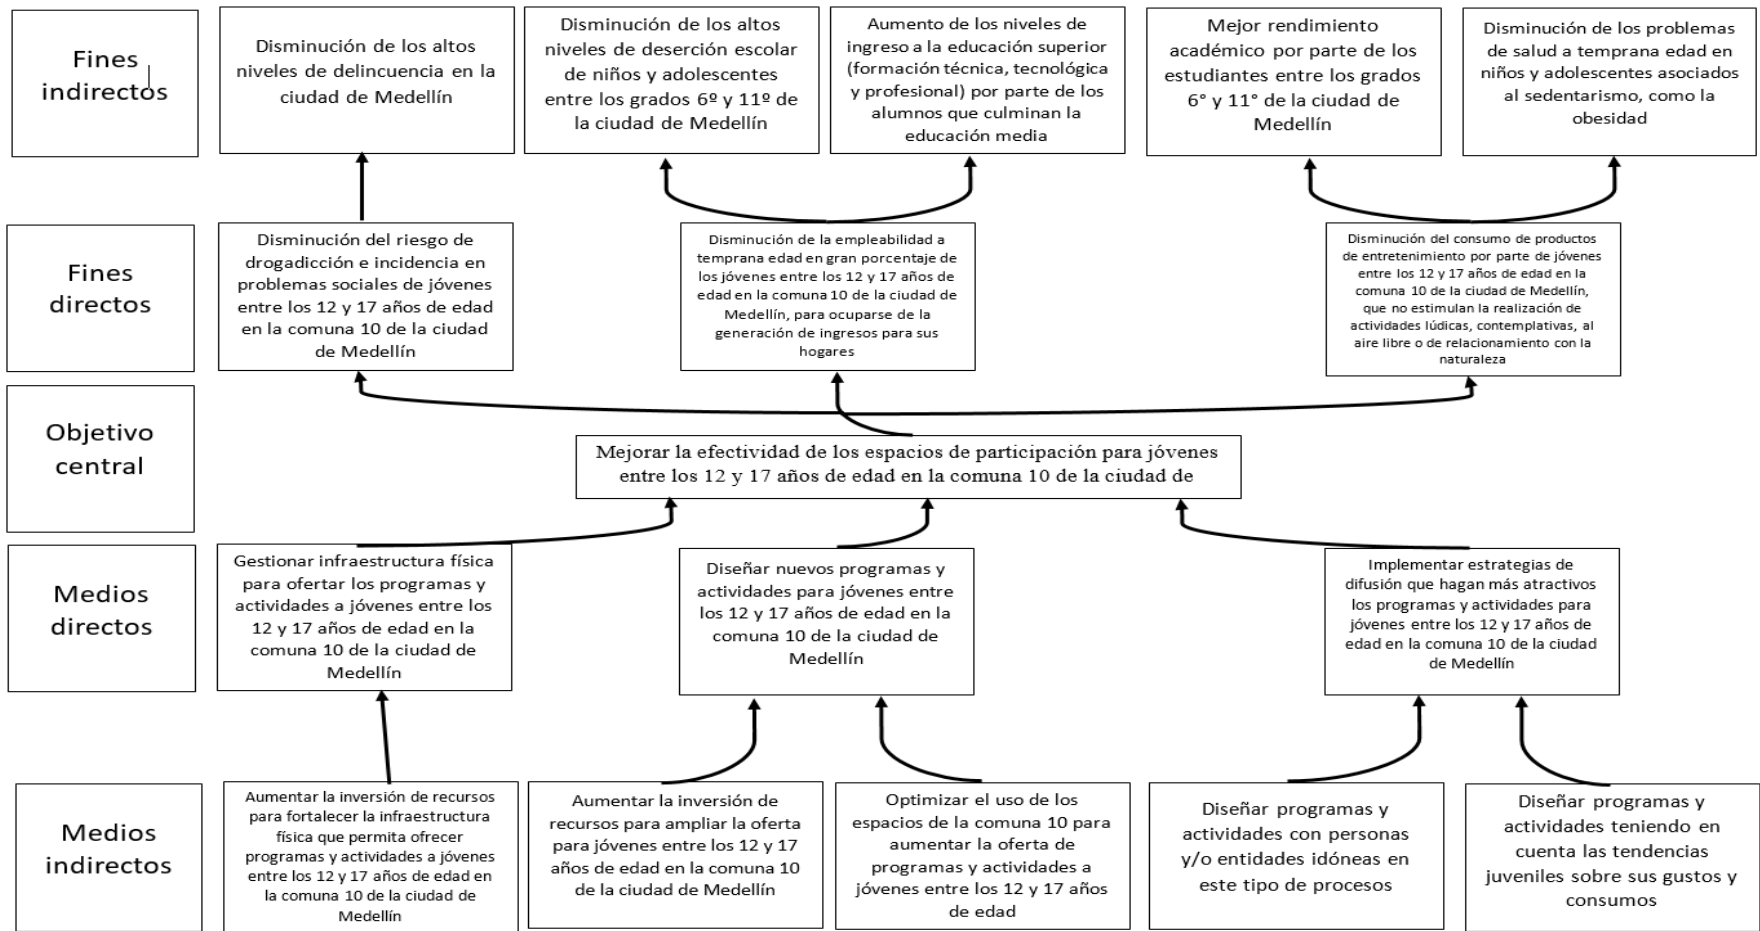 Fines
indirectos
Disminución de los altos
niveles de delincuencia en la
ciudad de Medellín
Disminución de los altos
niveles de deserción escolar
de niños y adolescentes
entre los grados 6º y 11º de
la ciudad de Medellín
Aumento de los niveles de
ingreso a la educación superior
(formación técnica, tecnológica
y profesional) por parte de los
alumnos que culminan la
educación media
Mejor rendimiento
académico por parte de los
estudiantes entre los grados
6° y 11° de la ciudad de
Medellín
Disminución de los problemas
de salud a temprana edad en
niños y adolescentes asociados
al sedentarismo, como la
obesidad
Fines
directos
Disminución del riesgo de
drogadicción e incidencia en
problemas sociales de jóvenes
entre los 12 y 17 años de edad
en la comuna 10 de la ciudad
de Medellín
Disminución de la empleabilidad a
temprana edad en gran porcentaje de
los jóvenes entre los 12 y 17 años de
edad en la comuna 10 de la ciudad de
Medellín, para ocuparse de la
generación de ingresos para sus
hogares
Disminución del consumo de productos
de entretenimiento por parte de jóvenes
entre los 12 y 17 años de edad en la
comuna 10 de la ciudad de Medellín,
que no estimulan la realización de
actividades lúdicas, contemplativas, al
aire libre o de relacionamiento con la
naturaleza
Objetivo
central
Mejorar la efectividad de los espacios de participación para jóvenes
entre los 12 y 17 años de edad en la comuna 10 de la ciudad de
Medios
directos
Gestionar infraestructura física
para ofertar los programas y
actividades a jóvenes entre los
12 y 17 años de edad en la
comuna 10 de la ciudad de
Medellín
Diseñar nuevos programas y
actividades para jóvenes entre
los 12 y 17 años de edad en la
comuna 10 de la ciudad de
Medellín
Implementar estrategias de
difusión que hagan más atractivos
los programas y actividades para
jóvenes entre los 12 y 17 años de
edad en la comuna 10 de la ciudad
de Medellín
Medios
indirectos
Aumentar la inversión de recursos
para fortalecer la infraestructura
física que permita ofrecer
programas y actividades a jóvenes
entre los 12 y 17 años de edad en
la comuna 10 de la ciudad de
Medellín
Aumentar la inversión de
recursos para ampliar la oferta
para jóvenes entre los 12 y 17
años de edad en la comuna 10
de la ciudad de Medellín
Optimizar el uso de los
espacios de la comuna 10 para
aumentar la oferta de
programas y actividades a
jóvenes entre los 12 y 17 años
de edad
Diseñar programas y
actividades con personas
y/o entidades idóneas en
este tipo de procesos
Diseñar programas y
actividades teniendo en
cuenta las tendencias
juveniles sobre sus gustos y
consumos